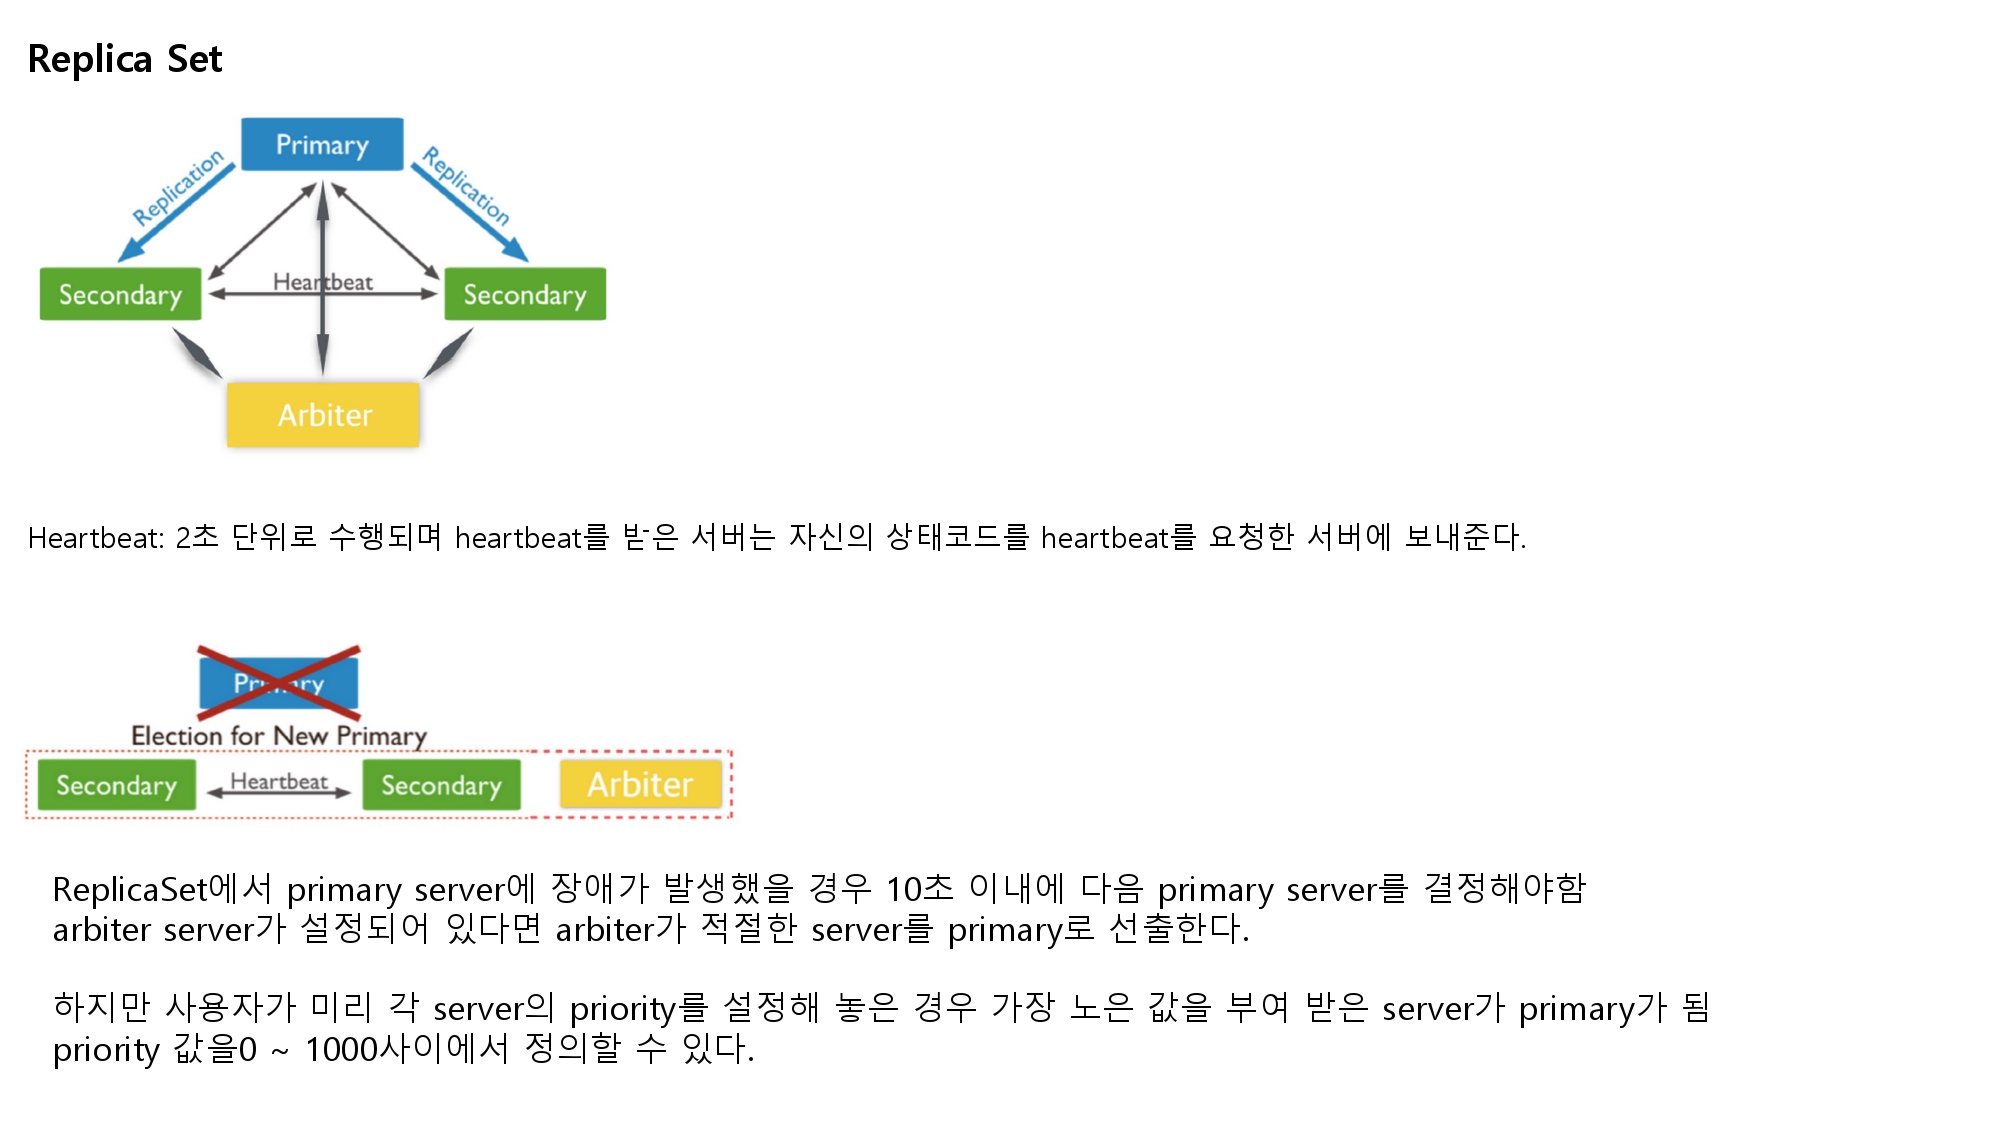 Replica Set
Primary
Replication
Replication
Secondary
Heartbeat
Secondary
Arbiter
Heartbeat: 2초 단위로 수행되며 heartbeat를 받은 서버는 자신의 상태코드를 heartbeat를 요청한 서버에 보내준다.
Primary
Election for New Primary
Secondary
Heartbeat
Secondary
Arbiter
ReplicaSet에서 primary server에 장애가 발생했을 경우 10초 이내에 다음 primary server를 결정해야함
arbiter server가 설정되어 있다면 arbiter가 적절한 server를 primary로 선출한다.
하지만 사용자가 미리 각 server의 priority를 설정해 놓은 경우 가장 노은 값을 부여 받은 server가 primary가 됨
priority 값을0 ~ 1000사이에서 정의할 수 있다.